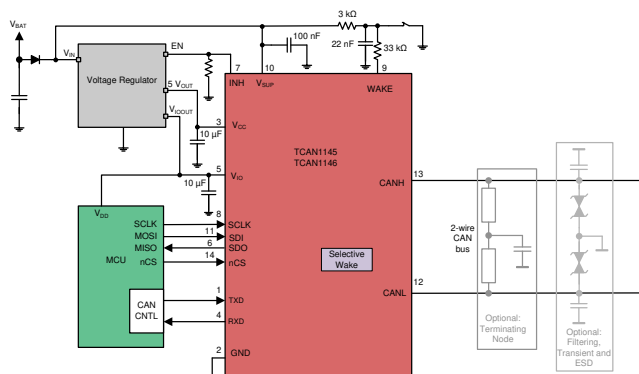 VBAT
3 kΩ
VIN
EN
100 nF
22 nF
33 kΩ
Voltage Regulator
5 VOUT
VIOOUT
7
10
9
INH
VSUP
WAKE
3
VCC
10 µF
TCAN1145
TCAN1146
5
VIO
10 µF
CANH
13
VDD
8
SCLK
SCLK
MOSI
11
SDI
MISO
6
SDO
MCU
nCS
14
nCS
2-wire
CAN
bus
Selective
Wake
CAN
CNTL
1
TXD
4
RXD
CANL
12
2
GND
Optional:
Terminating
Node
Optional:
Filtering,
Transient and
ESD